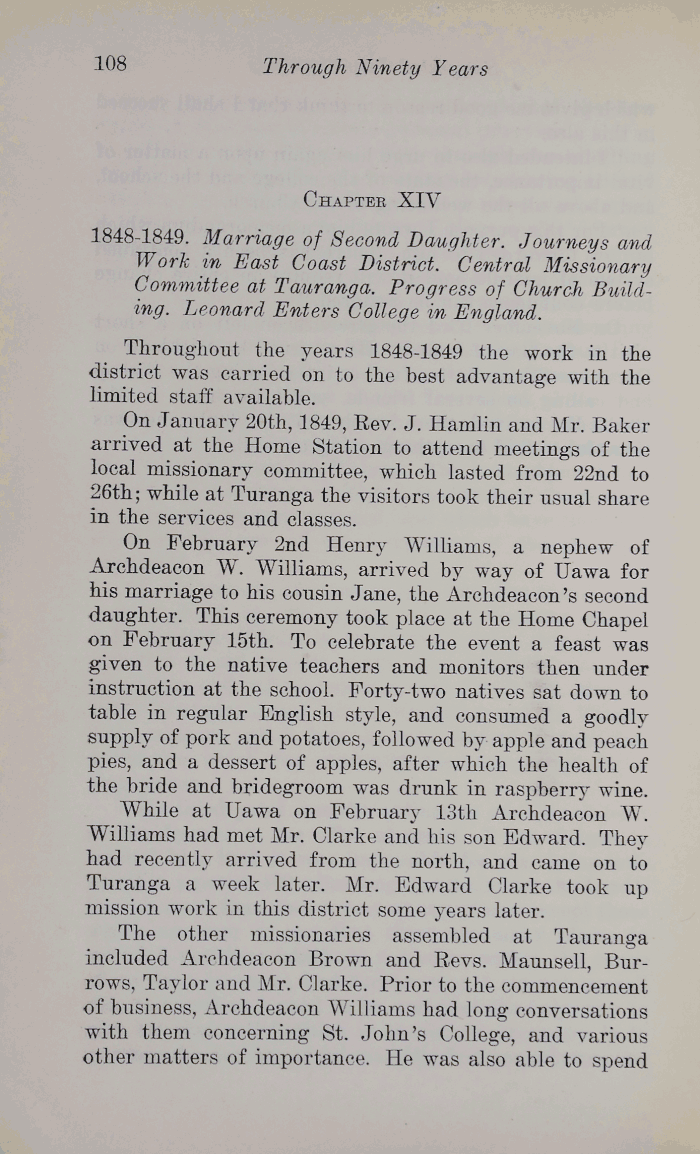 108
Through Ninety Years
CHAPTER XIV
1848-1849. Marriage of Second Daughter. Journeys and
Work in East Coast District. Central Missionary
Committee at Tauranga. Progress of Church Build-
ing. Leonard Enters College in England.
Throughout the years 1848-1849 the work in the
district was carried on to the best advantage with the
limited staff available.
On January 20th, 1849, Rev. J. Hamlin and Mr. Baker
arrived at the Home Station to attend meetings of the
local missionary committee, which lasted from 22nd to
26th; while at Turanga the visitors took their usual share
in the services and classes.
On February 2nd Henry Williams, a nephew of
Archdeacon W. Williams, arrived by way of Uawa for
his marriage to his cousin Jane, the Archdeacon's second
daughter. This ceremony took place at the Home Chapel
on February 15th. To celebrate the event a feast was
given to the native teachers and monitors then under
instruction at the school. Forty-two natives sat down to
table in regular English style, and consumed a goodly
supply of pork and potatoes, followed by apple and peach
pies, and a dessert of apples, after which the health of
the bride and bridegroom was drunk in raspberry wine.
While at Uawa on February 13th Archdeacon W.
Williams had met Mr. Clarke and his son Edward. They
had recently arrived from the north, and came on to
Turanga a week later. Mr. Edward Clarke took up
mission work in this district some years later.
The other missionaries assembled at Tauranga
included Archdeacon Brown and Revs. Maunsell, Bur-
rows, Taylor and Mr. Clarke. Prior to the commencement
of business, Archdeacon Williams had long conversations
with them concerning St. John's College, and various
other matters of importance. He was also able to spend